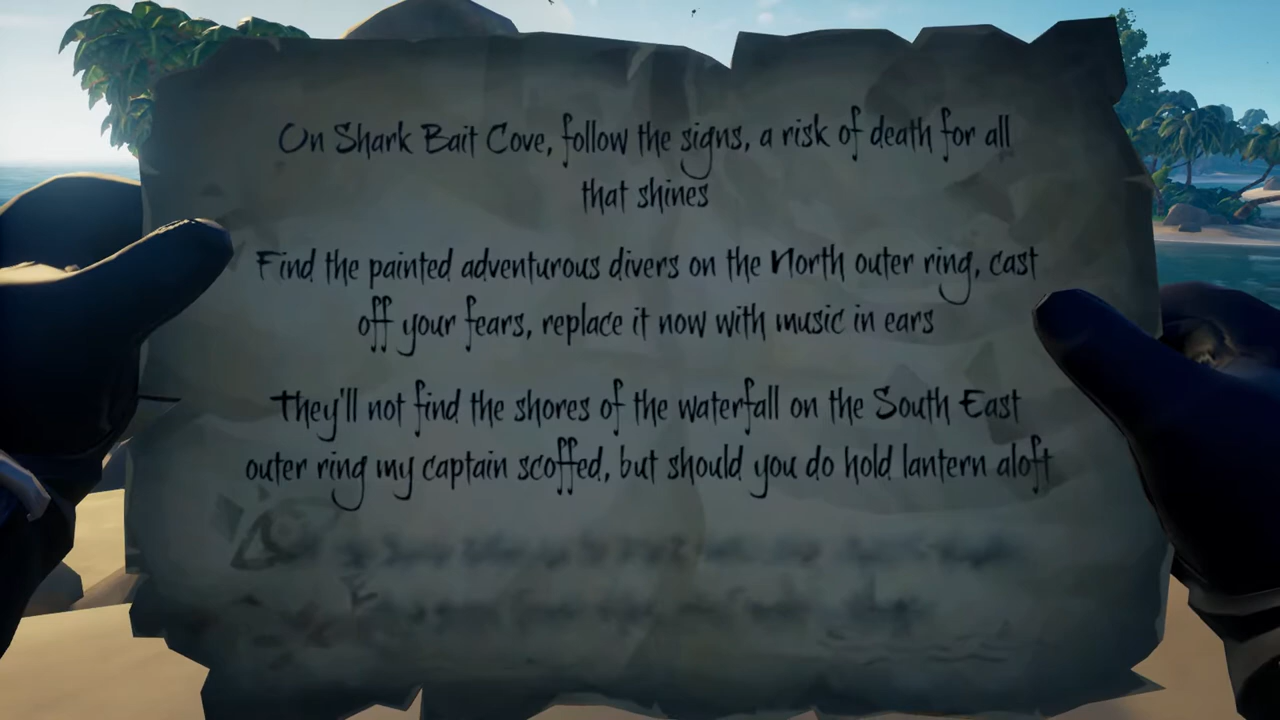 On Shark Bait Cove, follow the signs, a risk of death for all
that shines
Find the painted adventurous divers on the North outer ring, cast
off your fears, replace it now with music in ears
They'll not find the shores of the waterfall on the South East
outer ring my captain scoffed, but should you do hold lantern aloft